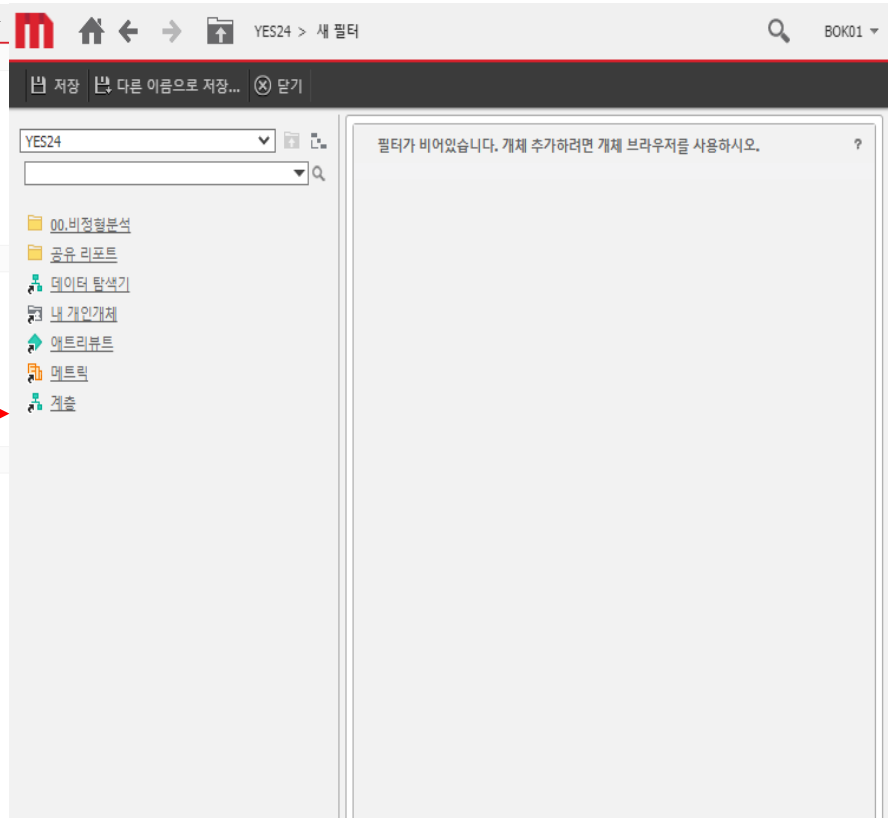 YES24 > 새 필터
BOK01
저장 다른 이름으로 저장... 닫기
YES24
필터가 비어있습니다. 개체 추가하려면 개체 브라우저를 사용하시오. ?
00.비정형분석
공유 리포트
데이터 탐색기
내 개인개체
애트리뷰트
메트릭
계층